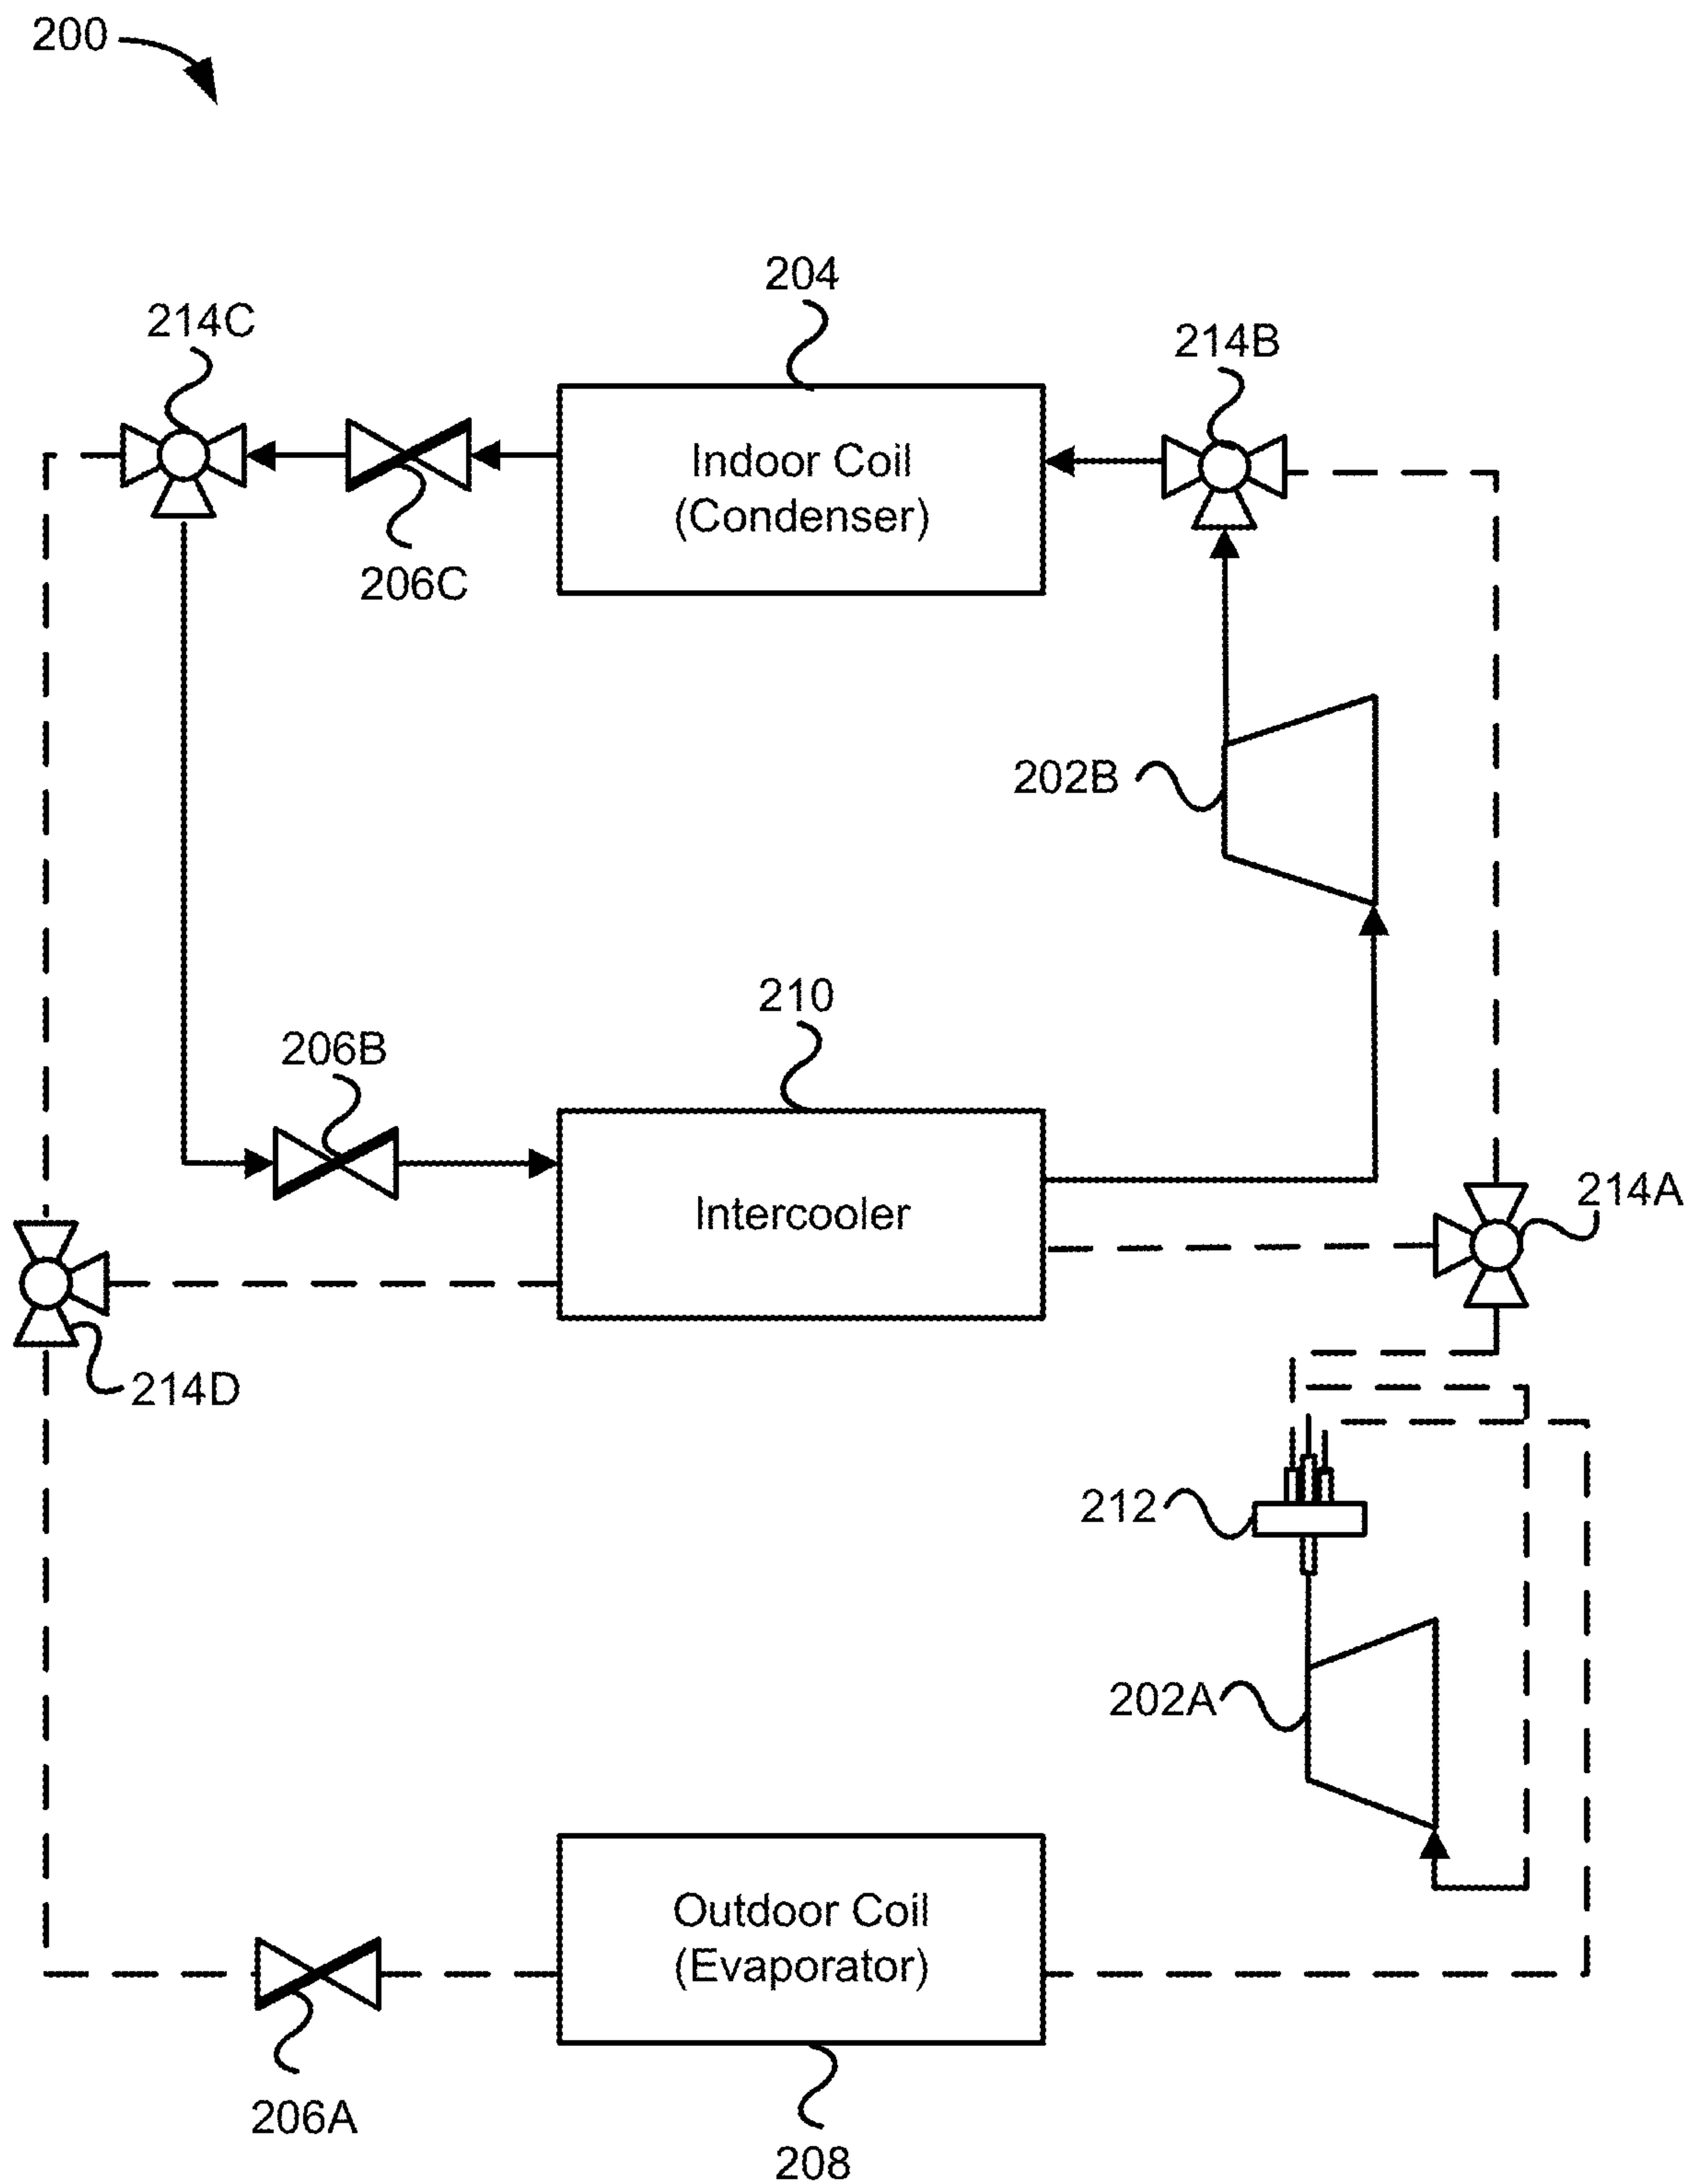 200
204
214C
214B
Indoor Coil
(Condenser)
206C
202B
210
206B
214A
Intercooler
214D
212
202A
Outdoor Coil
(Evaporator)
206A
208